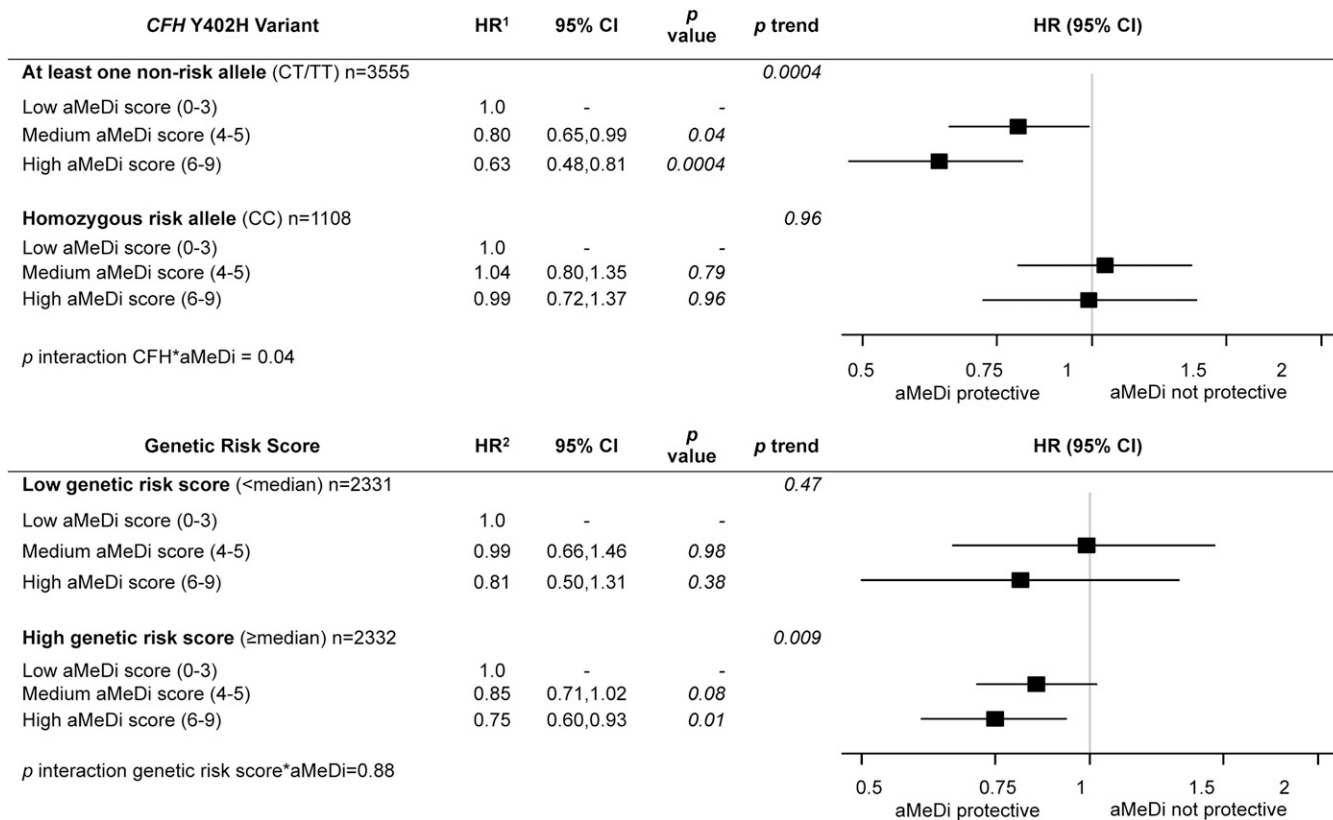 CFH Y402H Variant HR¹ 95% CI p value p trend HR (95% CI)
At least one non-risk allele (CT/TT) n=3555 0.0004
Low aMeDi score (0-3) 1.0 - -
Medium aMeDi score (4-5) 0.80 0.65,0.99 0.04
High aMeDi score (6-9) 0.63 0.48,0.81 0.0004
Homozygous risk allele (CC) n=1108 0.96
Low aMeDi score (0-3) 1.0 - -
Medium aMeDi score (4-5) 1.04 0.80,1.35 0.79
High aMeDi score (6-9) 0.99 0.72,1.37 0.96
p interaction CFH*aMeDi = 0.04
0.5 0.75 1 1.5 2
aMeDi protective aMeDi not protective
Genetic Risk Score HR² 95% CI p value p trend HR (95% CI)
Low genetic risk score (<median) n=2331 0.47
Low aMeDi score (0-3) 1.0 - -
Medium aMeDi score (4-5) 0.99 0.66,1.46 0.98
High aMeDi score (6-9) 0.81 0.50,1.31 0.38
High genetic risk score (≥median) n=2332 0.009
Low aMeDi score (0-3) 1.0 - -
Medium aMeDi score (4-5) 0.85 0.71,1.02 0.08
High aMeDi score (6-9) 0.75 0.60,0.93 0.01
p interaction genetic risk score*aMeDi=0.88
0.5 0.75 1 1.5 2
aMeDi protective aMeDi not protective